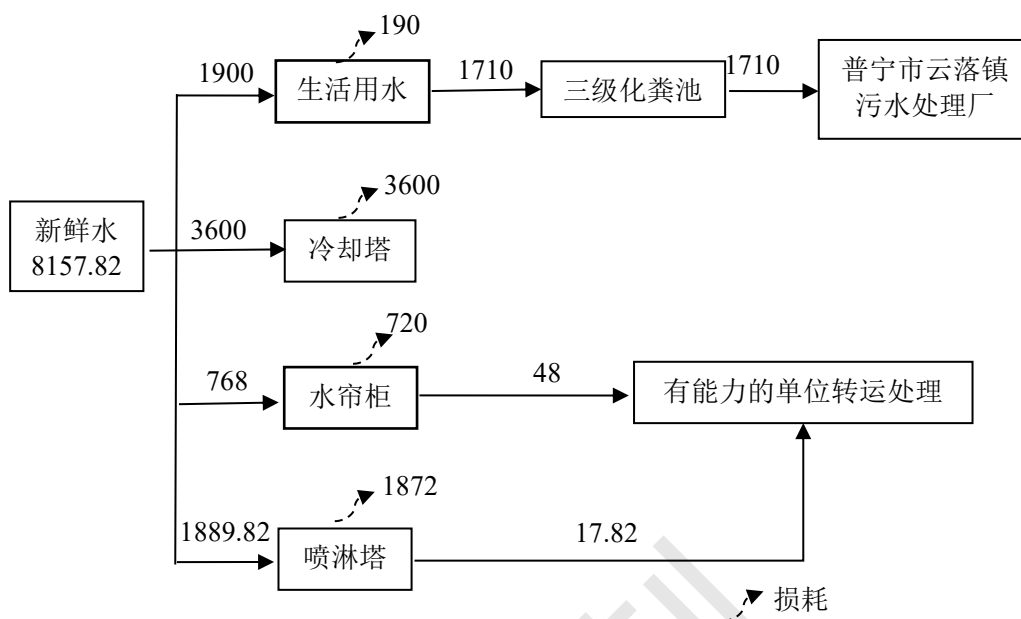 190
1900
生活用水
1710
三级化粪池
1710
普宁市云落镇
污水处理厂
3600
新鲜水
8157.82
3600
冷却塔
720
768
水帘柜
48
有能力的单位转运处理
1872
1889.82
喷淋塔
17.82
损耗